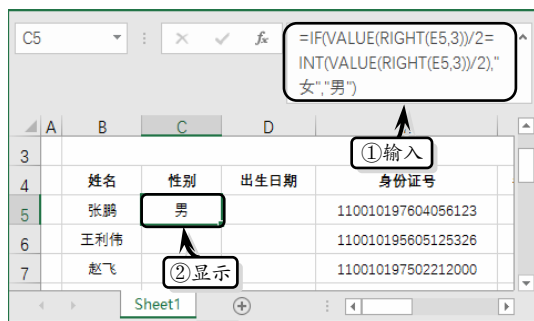 C5 fx =IF(VALUE(RIGHT(E5,3))/2=
INT(VALUE(RIGHT(E5,3))/2),"
女","男")
A B C D
①输入
3
4 姓名 性别 出生日期 身份证号
5 张鹏 男 110010197604056123
6 王利伟 110010195605125326
②显示
7 赵飞 110010197502212000
Sheet1